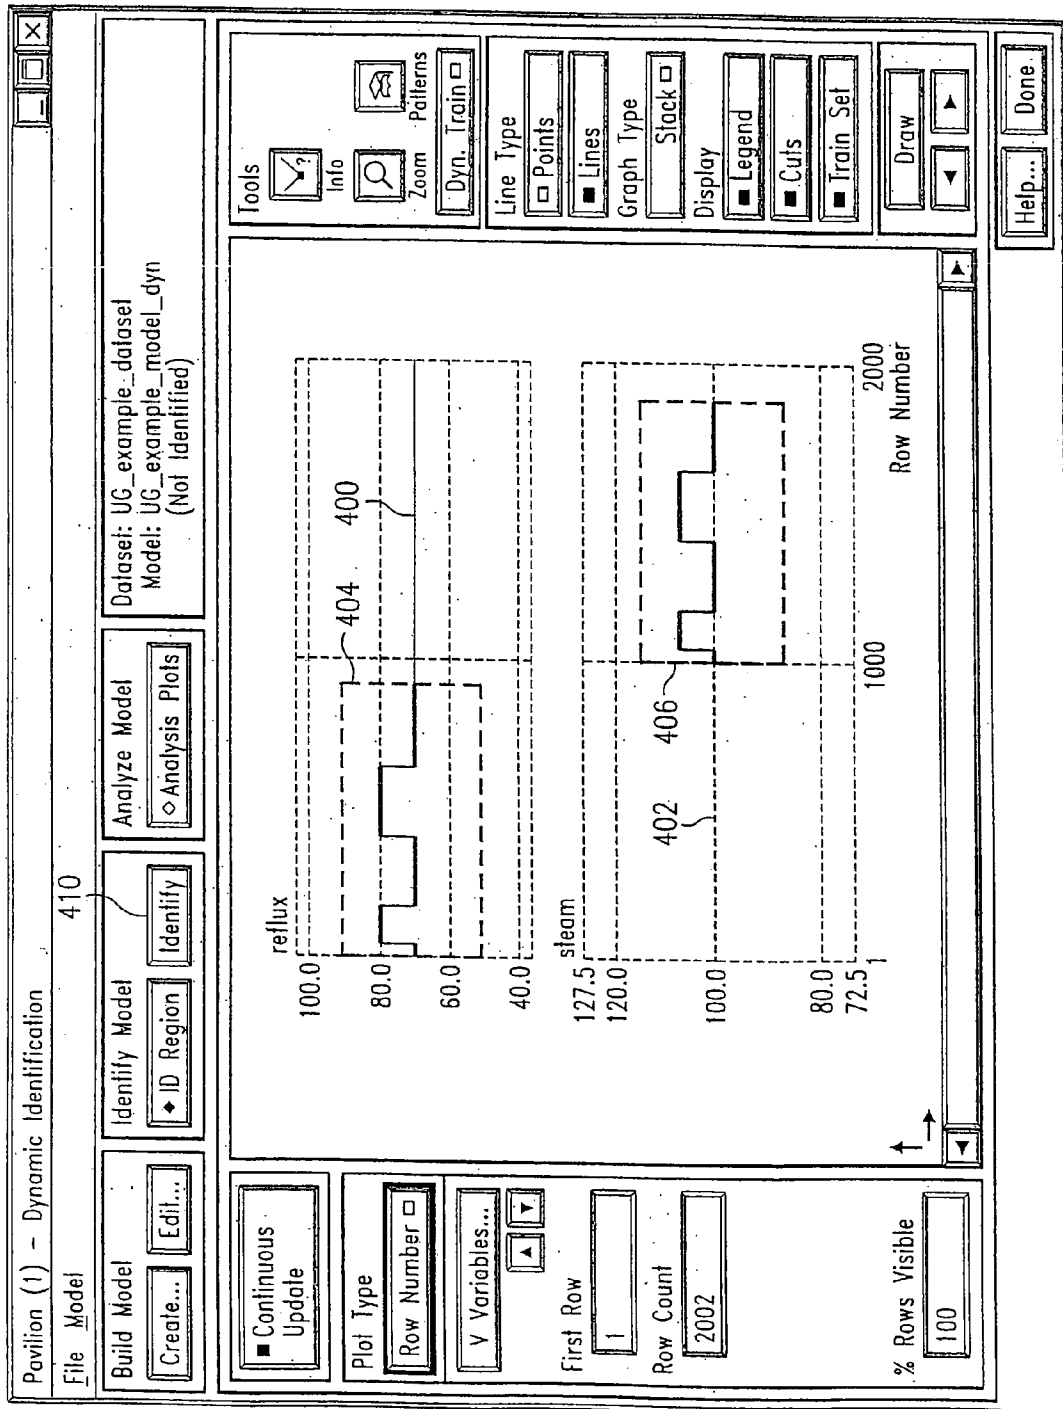 Pavilion (1) - Dynamic Identification
File Model
410
Build Model
Create... Edit...
Identify Model
ID Region Identify
Analyze Model
Analysis Plots
Dataset: UG_example_dataset
Model: UG_example_model_dyn
(Not Identified)
Continuous
Update
Plot Type
Row Number
V Variables...
First Row
1
Row Count
2002
% Rows Visible
100
reflux
100.0
80.0
60.0
40.0
404
400
steam
127.5
120.0
100.0
80.0
72.5
402
406
1
1000
2000
Row Number
Tools
Info
Zoom
Patterns
Dyn. Train
Line Type
Points
Lines
Graph Type
Stack
Display
Legend
Cuts
Train Set
Draw
Help... Done